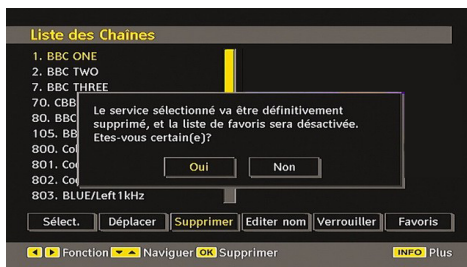 Liste des Chaînes
1. BBC ONE
2. BBC TWO
7. BBC THREE
70. CBB
80. BBC
105. BB
800. Col
801. Co
802. Co
803. BLUE/Left1kHz
Le service sélectionné va être définitivement
supprimé, et la liste de favoris sera désactivée.
Etes-vous certain(e)?
Oui Non
Sélect. Déplacer Supprimer Editer nom Verrouiller Favoris
Fonction Naviguer OK Supprimer INFO Plus